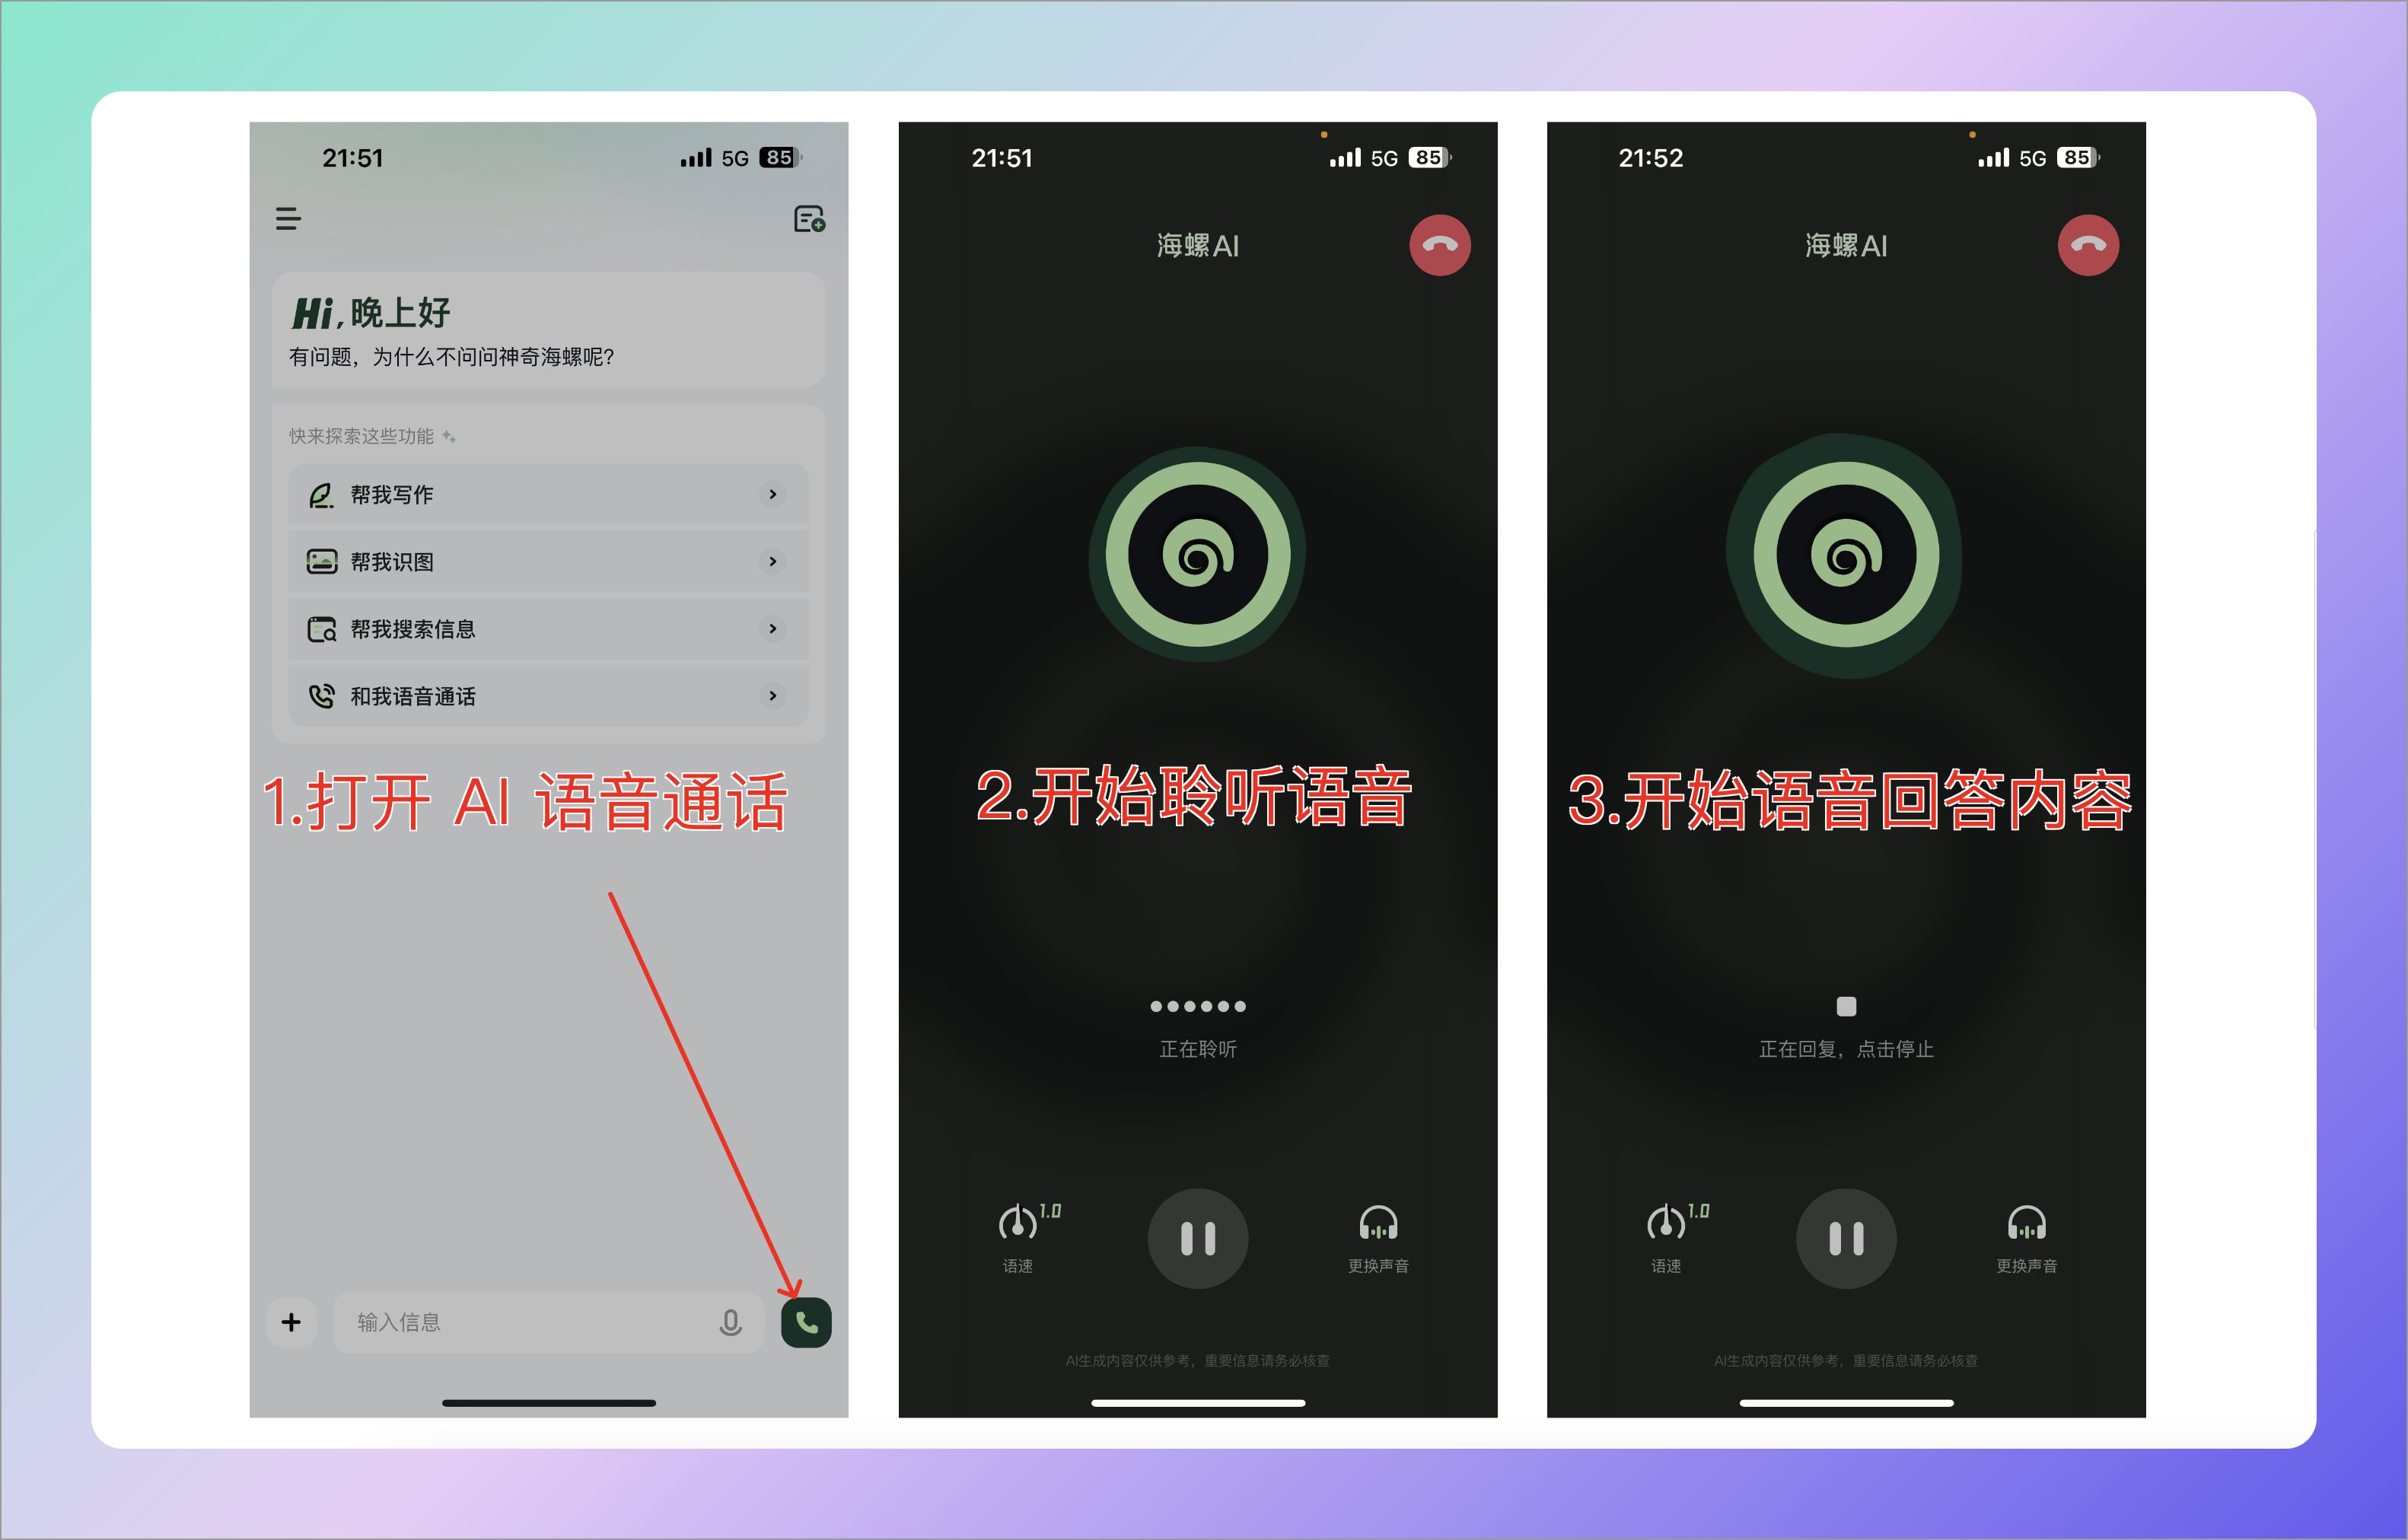 21:51
5G 85
Hi, 晚上好
有问题，为什么不问问神奇海螺呢？
快来探索这些功能
帮我写作
帮我识图
帮我搜索信息
和我语音通话
1.打开 AI 语音通话
输入信息
21:51
5G 85
海螺AI
2.开始聆听语音
正在聆听
1.0
语速
更换声音
AI生成内容仅供参考，重要信息请务必核查
21:52
5G 85
海螺AI
3.开始语音回答内容
正在回复，点击停止
1.0
语速
更换声音
AI生成内容仅供参考，重要信息请务必核查